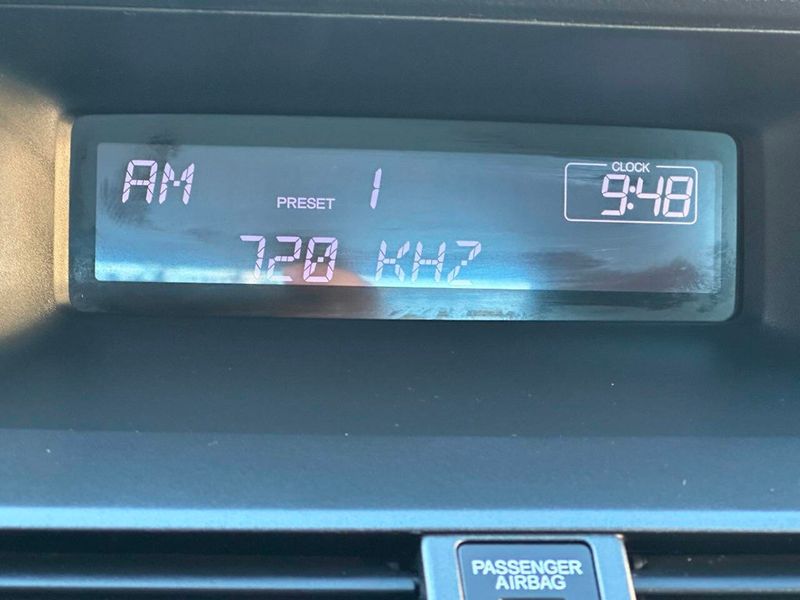 AM
PRESET 1
CLOCK
9:48
720 KHZ
PASSENGER
AIRBAG